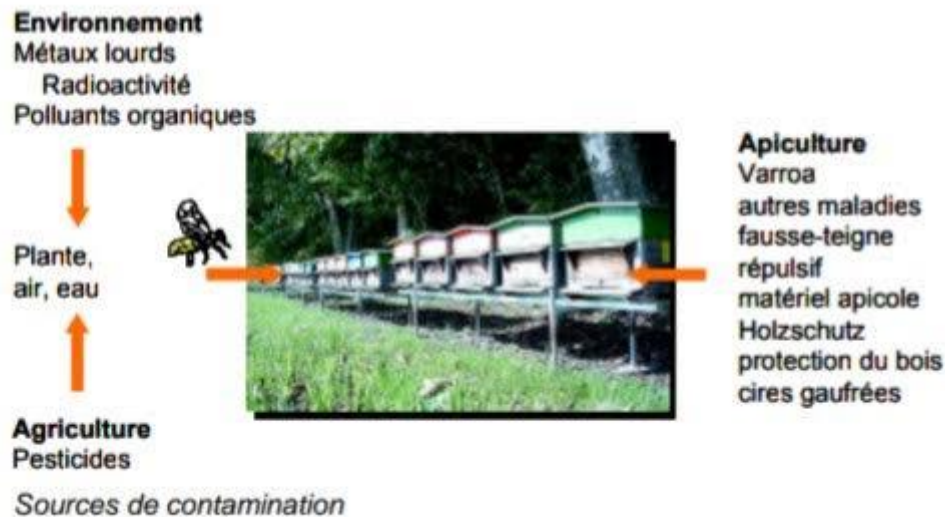 Environnement
Métaux lourds
Radioactivité
Polluants organiques
Plante,
air, eau
Agriculture
Pesticides
Apiculture
Varroa
autres maladies
fausse-teigne
répulsif
matériel apicole
Holzschutz
protection du bois
cires gaufrées
Sources de contamination